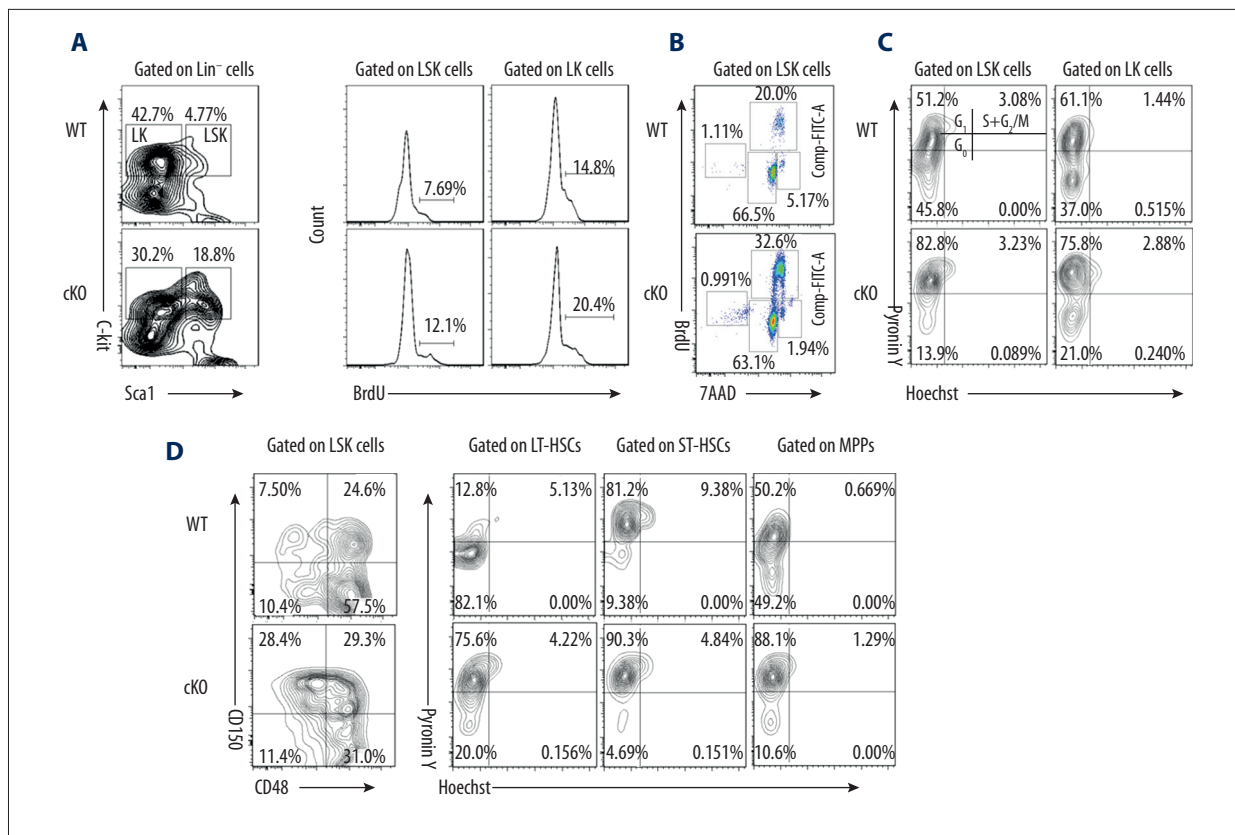 A
Gated on Lin⁻ cells
Gated on LSK cells
Gated on LK cells
WT
42.7%
4.77%
LK
LSK
7.69%
14.8%
cKO
30.2%
18.8%
12.1%
20.4%
C-kit
Sca1
Count
BrdU
B
Gated on LSK cells
20.0%
WT
1.11%
Comp-FITC-A
5.17%
66.5%
32.6%
cKO
0.991%
Comp-FITC-A
1.94%
63.1%
BrdU
7AAD
C
Gated on LSK cells
Gated on LK cells
51.2%
3.08%
61.1%
1.44%
WT
G₁
S+G₂/M
G₀
45.8%
0.00%
37.0%
0.515%
82.8%
3.23%
75.8%
2.88%
cKO
13.9%
0.089%
21.0%
0.240%
Pyronin Y
Hoechst
D
Gated on LSK cells
Gated on LT-HSCs
Gated on ST-HSCs
Gated on MPPs
7.50%
24.6%
12.8%
5.13%
81.2%
9.38%
50.2%
0.669%
WT
10.4%
57.5%
82.1%
0.00%
9.38%
0.00%
49.2%
0.00%
28.4%
29.3%
75.6%
4.22%
90.3%
4.84%
88.1%
1.29%
cKO
11.4%
31.0%
20.0%
0.156%
4.69%
0.151%
10.6%
0.00%
CD150
CD48
Pyronin Y
Hoechst